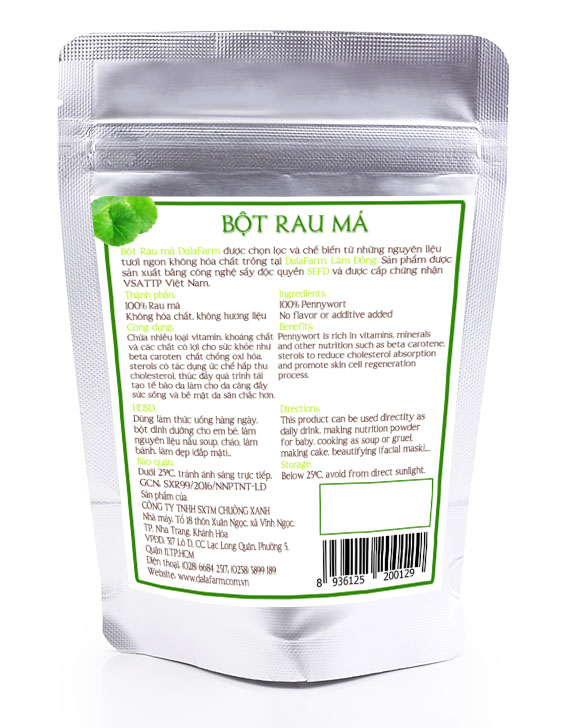 BỘT RAU MÁ
Bột Rau má DalaFarm được chọn lọc và chế biến từ những nguyên liệu
tươi ngon không hóa chất trồng tại DalaFarm, Lâm Đồng. Sản phẩm được
sản xuất bằng công nghệ sấy độc quyền SEFD và được cấp chứng nhận
VSATTP Việt Nam.
Thành phần.
100% Rau má
Không hóa chất, không hương liệu
Công dụng.
Chứa nhiều loại vitamin, khoáng chất
và các chất có lợi cho sức khỏe như
beta caroten chất chống oxi hóa,
sterols có tác dụng ức chế hấp thu
cholesterol, thúc đẩy quá trình tái
tạo tế bào da làm cho da căng đầy
sức sống và bề mặt da săn chắc hơn.
HDSD.
Dùng làm thức uống hàng ngày,
bột dinh dưỡng cho em bé, làm
nguyên liệu nấu soup, cháo, làm
bánh, làm đẹp (đắp mặt)...
Bảo quản.
Dưới 25°C, tránh ánh sáng trực tiếp.
GCN: SXR99/2016/NNPTNT-LĐ
Sản phẩm của
CÔNG TY TNHH SXTM CHUỒNG XANH
Nhà máy: Tổ 18 thôn Xuân Ngọc, xã Vĩnh Ngọc,
TP. Nha Trang, Khánh Hòa
VPĐD: 517 Lô D, CC Lạc Long Quân, Phường 5,
Quận 11,TP.HCM
Điện thoại: (028) 6684 2517, (0258) 3899 189
Website: www.dalafarm.com.vn
Ingredients.
100% Pennywort
No flavor or additive added
Benefits.
Pennywort is rich in vitamins, minerals
and other nutrition such as beta carotene,
sterols to reduce cholesterol absorption
and promote skin cell regeneration
process.
Directions.
This product can be used directity as
daily drink, making nutrition powder
for baby, cooking as soup or gruel,
making cake, beautifying (facial mask)...
Storage.
Below 25°C, avoid from direct sunlight.
8 936125 200129